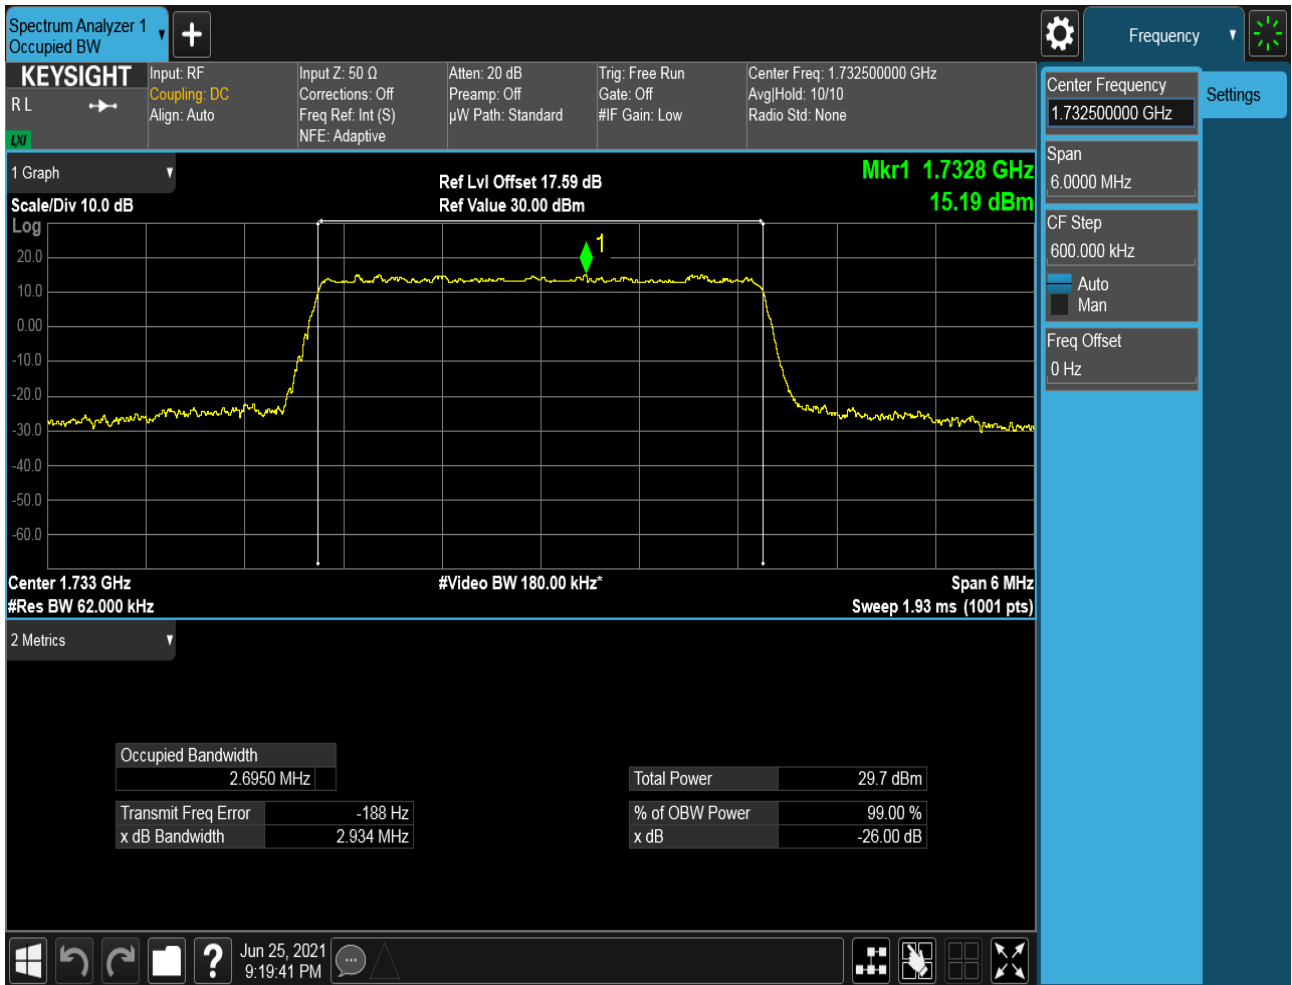 Spectrum Analyzer 1
Occupied BW
Frequency
KEYSIGHT
R L
LXI
Input: RF
Coupling: DC
Align: Auto
Input Z: 50 Ω
Corrections: Off
Freq Ref: Int (S)
NFE: Adaptive
Atten: 20 dB
Preamp: Off
µW Path: Standard
Trig: Free Run
Gate: Off
#IF Gain: Low
Center Freq: 1.732500000 GHz
Avg|Hold: 10/10
Radio Std: None
Center Frequency
1.732500000 GHz
Settings
Span
6.0000 MHz
CF Step
600.000 kHz
Auto
Man
Freq Offset
0 Hz
1 Graph
Scale/Div 10.0 dB
Log
Ref Lvl Offset 17.59 dB
Ref Value 30.00 dBm
Mkr1 1.7328 GHz
15.19 dBm
1
20.0
10.0
0.00
-10.0
-20.0
-30.0
-40.0
-50.0
-60.0
Center 1.733 GHz
#Res BW 62.000 kHz
#Video BW 180.00 kHz*
Span 6 MHz
Sweep 1.93 ms (1001 pts)
2 Metrics
Occupied Bandwidth
2.6950 MHz
Transmit Freq Error -188 Hz
x dB Bandwidth 2.934 MHz
Total Power 29.7 dBm
% of OBW Power 99.00 %
x dB -26.00 dB
?
Jun 25, 2021
9:19:41 PM